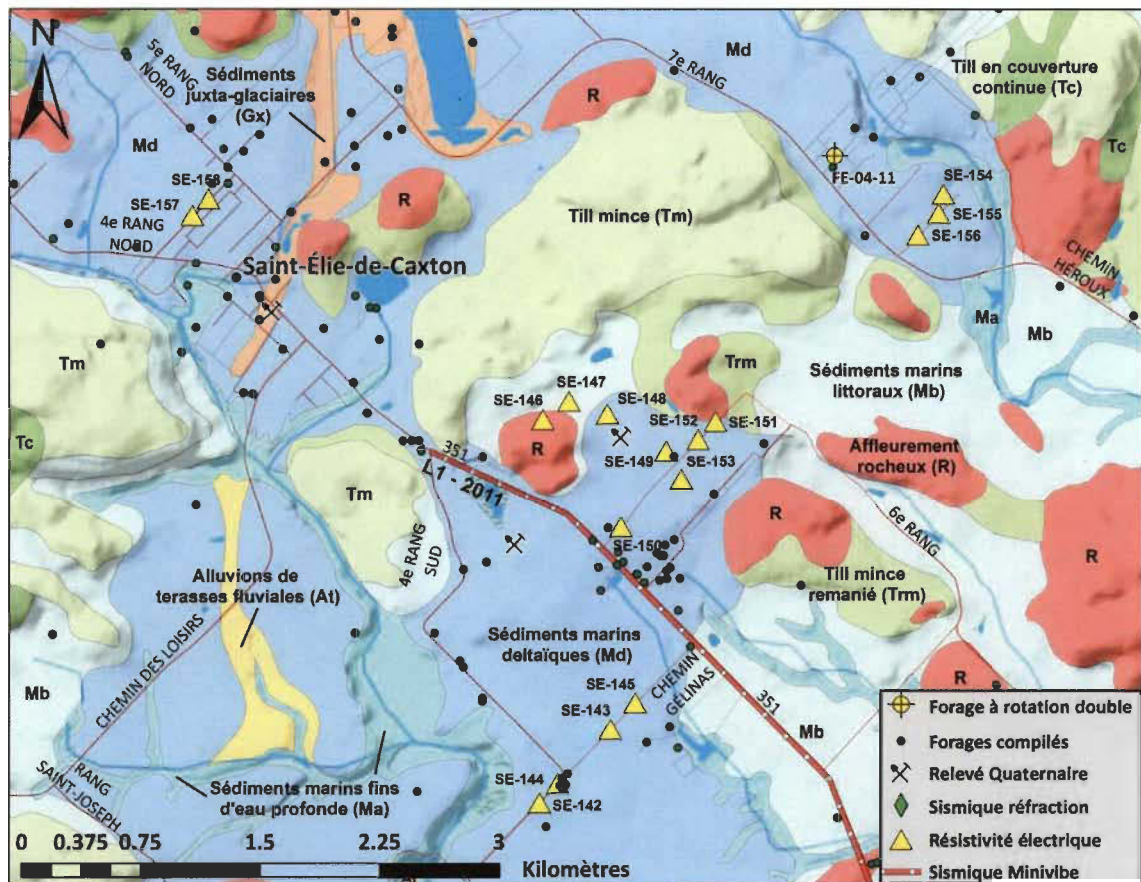 N
5e RANG
NORD
Sédiments
juxta-glaciaires
(Gx)
7e RANG
Md
Till en couverture
continue (Tc)
R
Md
Tc
SE-158
SE-157
4e RANG
NORD
R
FE-04-11
SE-154
SE-155
SE-156
Till mince (Tm)
Saint-Élie-de-Caxton
CHEMIN
HÉROUX
Ma
Mb
Tm
Trm
Sédiments marins
littoraux (Mb)
SE-147
SE-146
SE-148
SE-152
SE-151
Tc
R
SE-149
SE-153
Affleurement
rocheux (R)
351
L1 - 2011
Tm
R
6e RANG
4e RANG
SUD
SE-150
R
Alluvions de
terasses fluviales (At)
Till mince
remanié (Trm)
Sédiments marins
deltaïques (Md)
CHEMIN DES LOISIRS
Mb
SE-145
CHEMIN
GÉLINAS
SE-143
351
R
Mb
RANG
SAINT-JOSEPH
Sédiments marins fins
d'eau profonde (Ma)
SE-144
SE-142
0 0.375 0.75 1.5 2.25 3
Kilomètres
Forage à rotation double
Forages compilés
Relevé Quaternaire
Sismique réfraction
Résistivité électrique
Sismique Minivibe